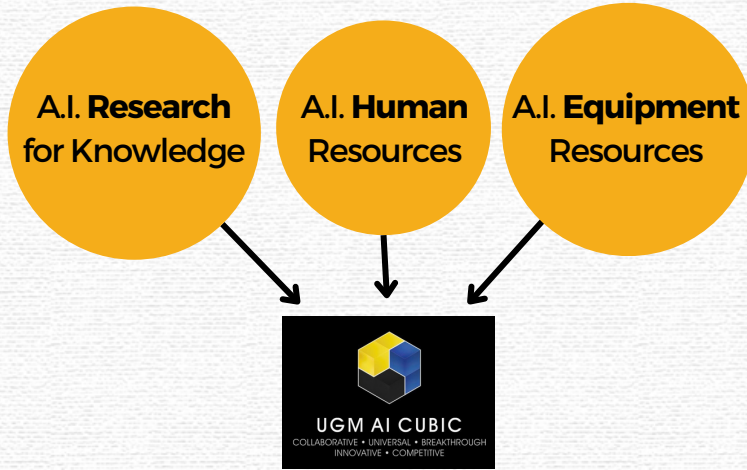 A.I. Research
for Knowledge
A.I. Human
Resources
A.I. Equipment
Resources
UGM AI CUBIC
COLLABORATIVE • UNIVERSAL • BREAKTHROUGH
INNOVATIVE • COMPETITIVE